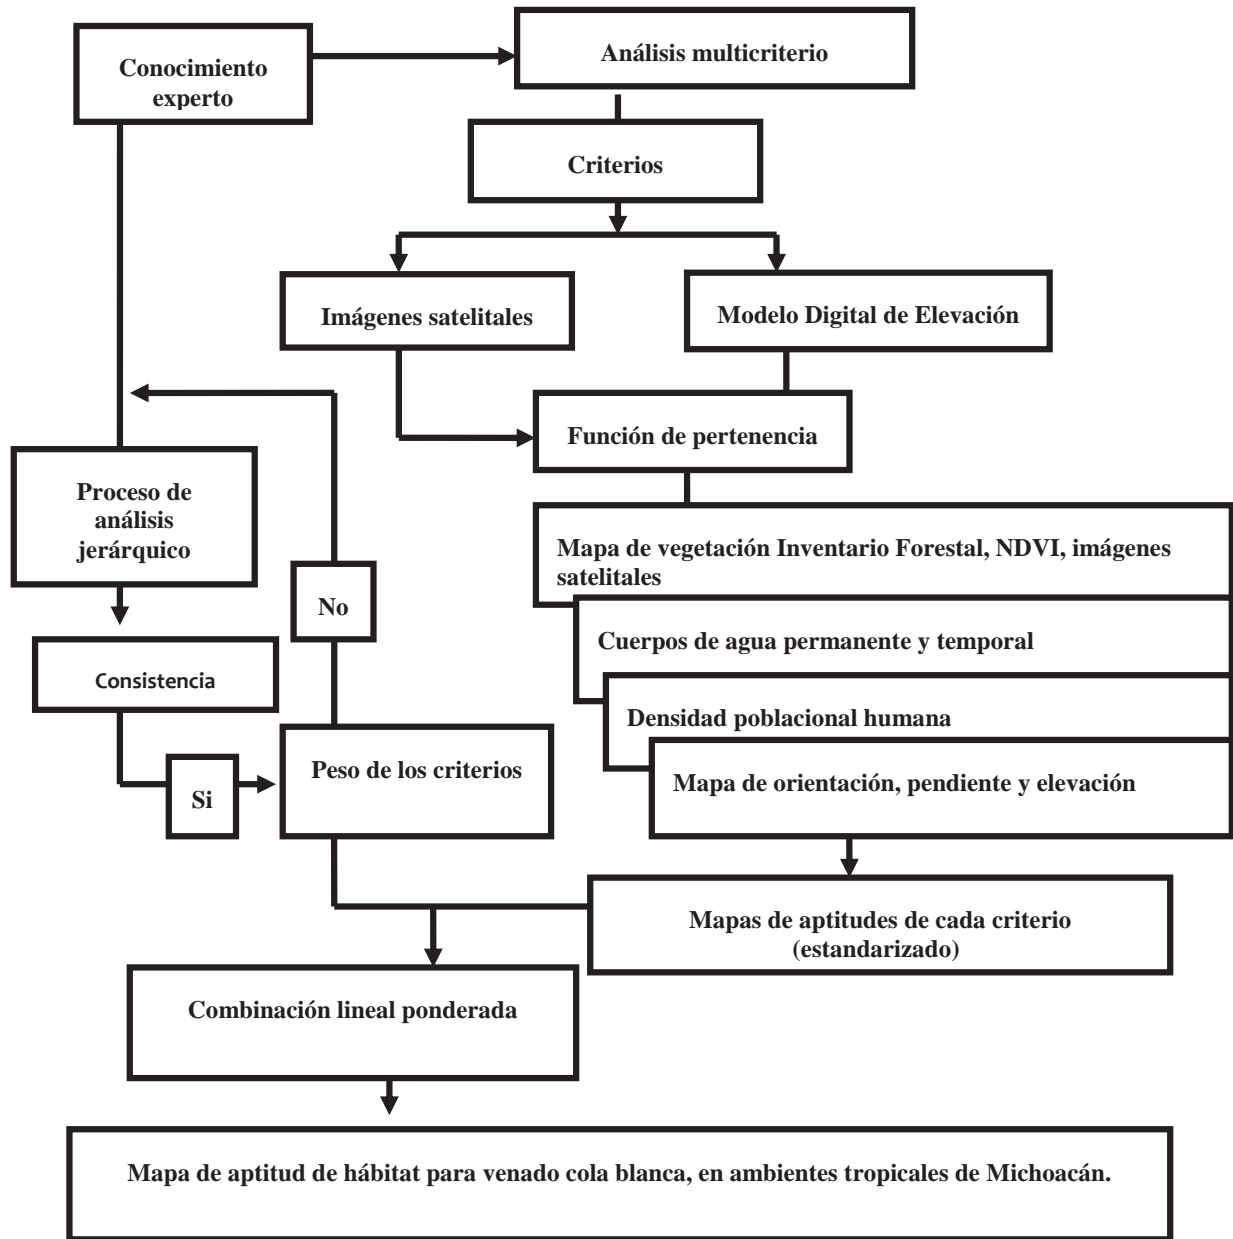 Conocimiento
experto
Análisis multicriterio
Criterios
Imágenes satelitales
Modelo Digital de Elevación
Función de pertenencia
Proceso de
análisis
jerárquico
Mapa de vegetación Inventario Forestal, NDVI, imágenes
satelitales
No
Cuerpos de agua permanente y temporal
Consistencia
Densidad poblacional humana
Si
Peso de los criterios
Mapa de orientación, pendiente y elevación
Mapas de aptitudes de cada criterio
(estandarizado)
Combinación lineal ponderada
Mapa de aptitud de hábitat para venado cola blanca, en ambientes tropicales de Michoacán.